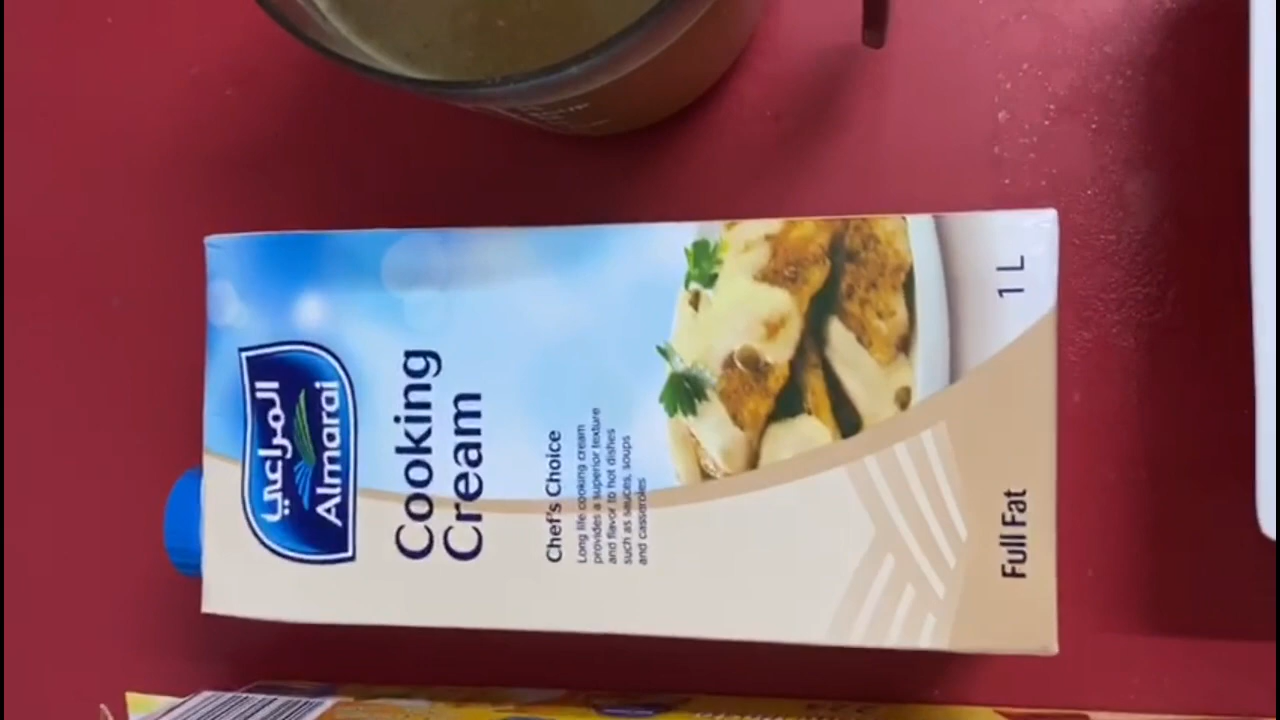 المراعي
Almarai
Cooking
Cream
Chef's Choice
Long life cooking cream
provides a superior texture
and flavor to hot dishes
such as sauces, soups
and casseroles
1 L
Full Fat